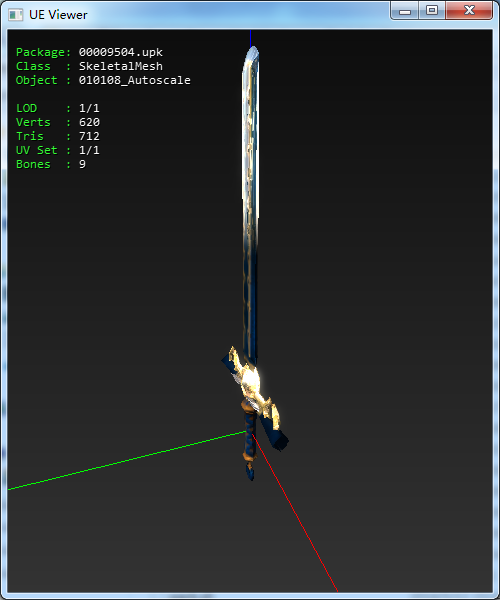 UE Viewer
Package: 00009504.upk
Class : SkeletalMesh
Object : 010108_Autoscale
LOD : 1/1
Verts : 620
Tris : 712
UV Set : 1/1
Bones : 9